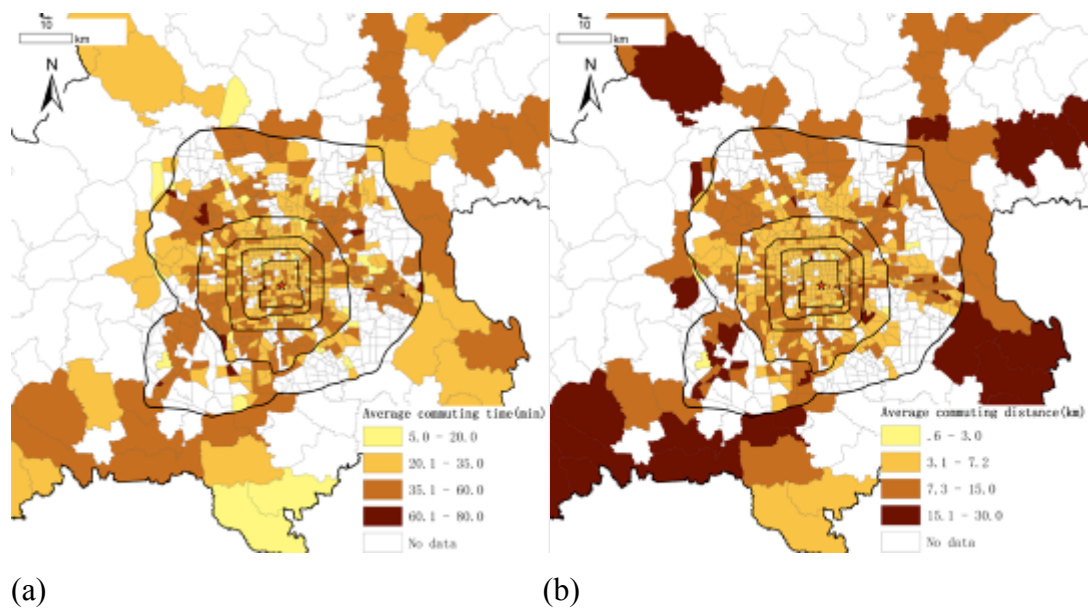 10
km
N
Average commuting time(min)
5.0 - 20.0
20.1 - 35.0
35.1 - 60.0
60.1 - 80.0
No data
10
km
N
Average commuting distance(km)
.6 - 3.0
3.1 - 7.2
7.3 - 15.0
15.1 - 30.0
No data
(a)
(b)